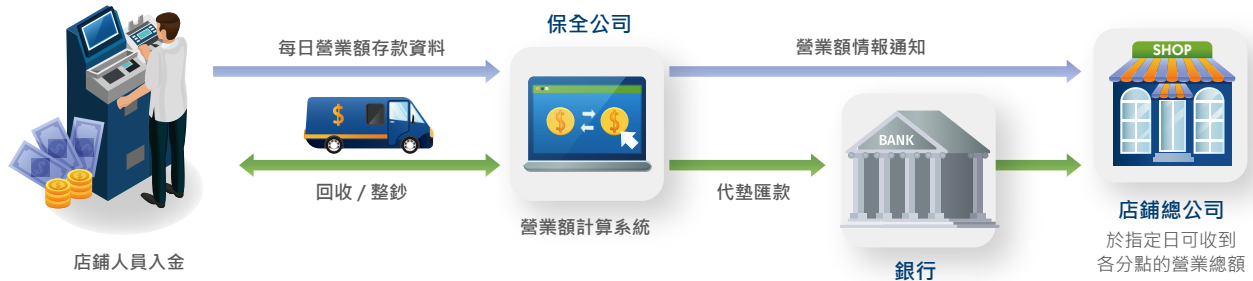 保全公司
每日營業額存款資料
營業額情報通知
SHOP
$
BANK
回收 / 整鈔
代墊匯款
營業額計算系統
店鋪總公司
店鋪人員入金
於指定日可收到
各分點的營業總額
銀行